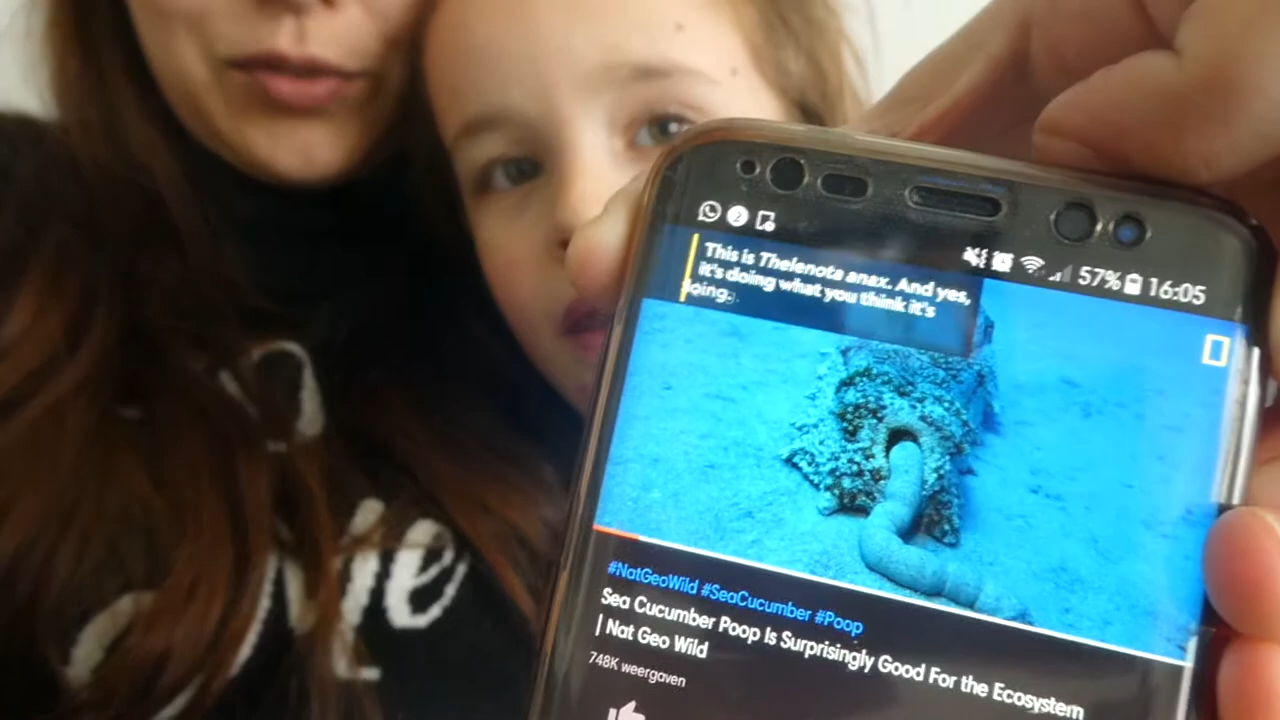 57% 16:05
This is Thelenota anax. And yes,
it's doing what you think it's
doing.
#NatGeoWild #SeaCucumber #Poop
Sea Cucumber Poop Is Surprisingly Good For the Ecosystem
| Nat Geo Wild
748K weergaven